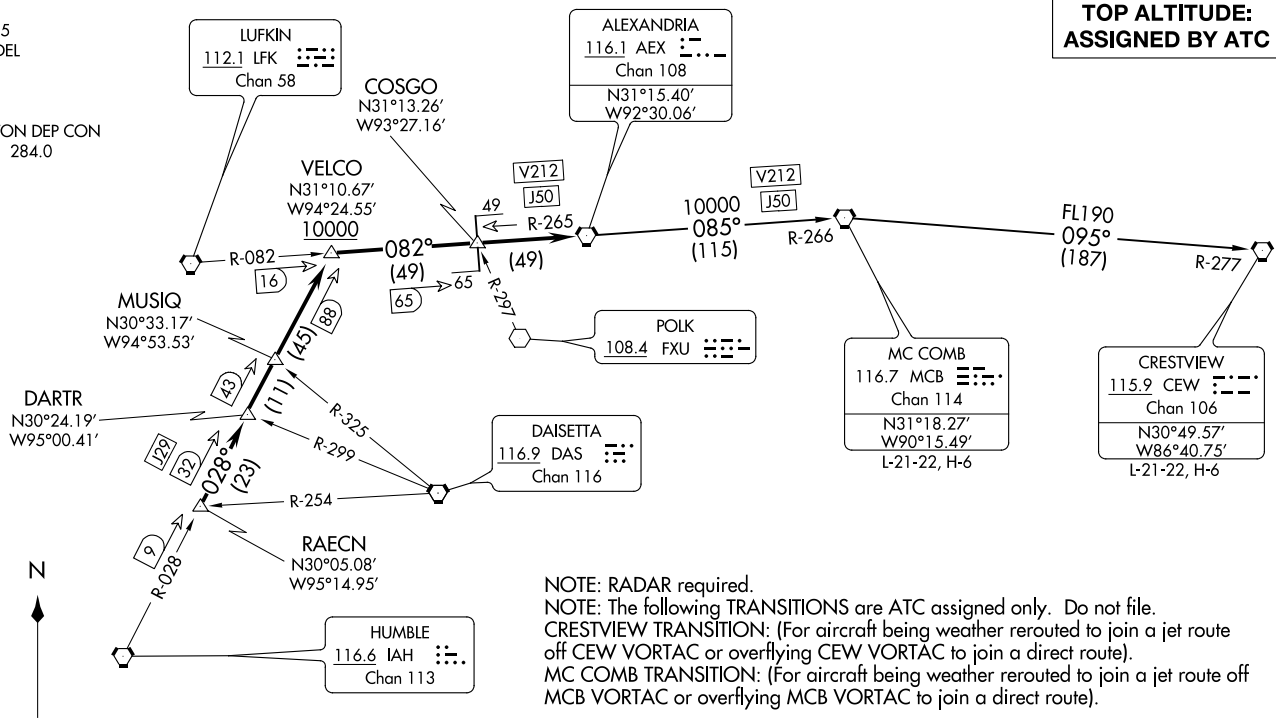 5
DEL
ON DEP CON
284.0
TOP ALTITUDE:
ASSIGNED BY ATC
LUFKIN
112.1 LFK
Chan 58
COSGO
N31°13.26'
W93°27.16'
ALEXANDRIA
116.1 AEX
Chan 108
N31°15.40'
W92°30.06'
VELCO
N31°10.67'
W94°24.55'
10000
V212
J50
49
R-265
R-082
16
082°
(49)
65
65
(49)
10000
085°
(115)
V212
J50
R-266
FL190
095°
(187)
R-277
R-297
POLK
108.4 FXU
MUSIQ
N30°33.17'
W94°53.53'
88
(45)
43
(11)
DARTR
N30°24.19'
W95°00.41'
R-325
R-299
J29
32
028°
(23)
R-254
DAISETTA
116.9 DAS
Chan 116
MC COMB
116.7 MCB
Chan 114
N31°18.27'
W90°15.49'
L-21-22, H-6
CRESTVIEW
115.9 CEW
Chan 106
N30°49.57'
W86°40.75'
L-21-22, H-6
RAECN
N30°05.08'
W95°14.95'
9
R-028
N
HUMBLE
116.6 IAH
Chan 113
NOTE: RADAR required.
NOTE: The following TRANSITIONS are ATC assigned only. Do not file.
CRESTVIEW TRANSITION: (For aircraft being weather rerouted to join a jet route
off CEW VORTAC or overflying CEW VORTAC to join a direct route).
MC COMB TRANSITION: (For aircraft being weather rerouted to join a jet route off
MCB VORTAC or overflying MCB VORTAC to join a direct route).